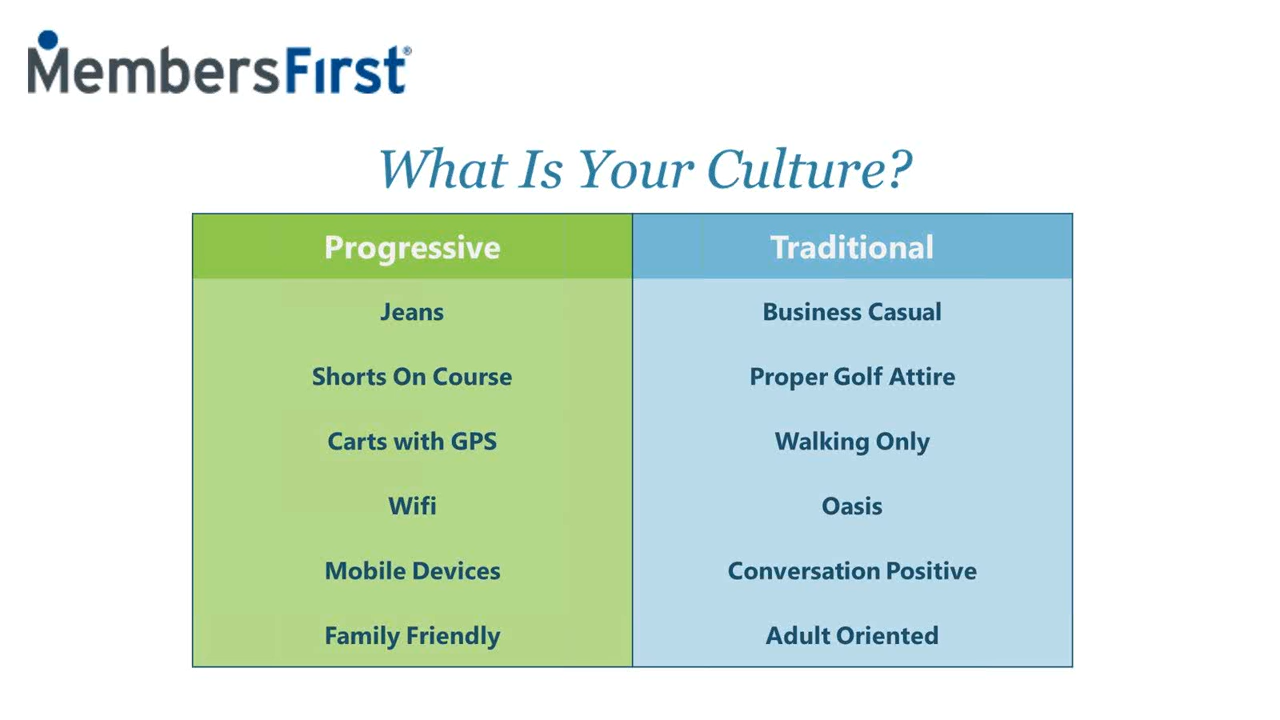 MembersFirst®
What Is Your Culture?
Progressive Traditional
Jeans Business Casual
Shorts On Course Proper Golf Attire
Carts with GPS Walking Only
Wifi Oasis
Mobile Devices Conversation Positive
Family Friendly Adult Oriented